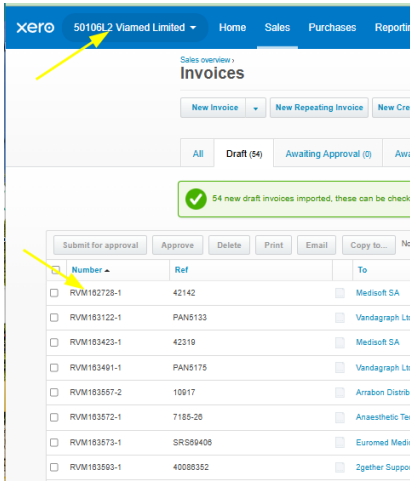 xero 50106L2 Viamed Limited Home Sales Purchases Reporti
Sales overview ›
Invoices
New Invoice New Repeating Invoice New Cre
All Draft (54) Awaiting Approval (0) Awa
54 new draft invoices imported, these can be check
Submit for approval Approve Delete Print Email Copy to... No
Number Ref To
RVM162728-1 42142 Medisoft SA
RVM163122-1 PAN5133 Vandagraph Ltd
RVM163423-1 42319 Medisoft SA
RVM163491-1 PAN5175 Vandagraph Ltd
RVM163557-2 10917 Arrabon Distrib
RVM163572-1 7185-26 Anaesthetic Te
RVM163573-1 SRS69406 Euromed Medi
RVM163593-1 40086352 2gether Suppo